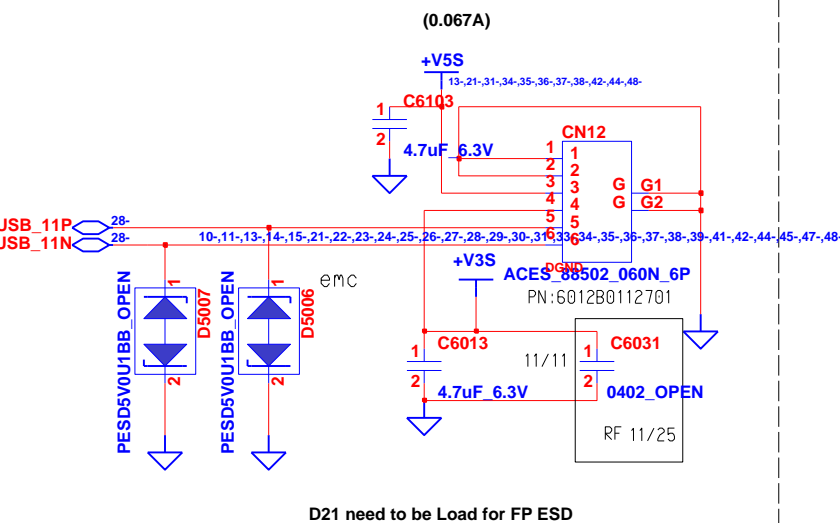 (0.067A)
+V5S
13-,21-,31-,34-,35-,36-,37-,38-,42-,44-,48-
C6103
1
2
4.7uF_6.3V
CN12
1 1
2 2
3 3
4 4
5 5
6 6
G G1
G G2
USB_11P 28-
USB_11N 28-
10-,11-,13-,14-,15-,21-,22-,23-,24-,25-,26-,27-,28-,29-,30-,31-,33-,34-,35-,36-,37-,38-,39-,41-,42-,44-,45-,47-,48-
DGND
+V3S
ACES_88502_060N_6P
PN:6012B0112701
emc
1
2
D5007
PESD5V0U1BB_OPEN
1
2
D5006
PESD5V0U1BB_OPEN
C6013
1
2
4.7uF_6.3V
11/11
C6031
1
2
0402_OPEN
RF 11/25
D21 need to be Load for FP ESD